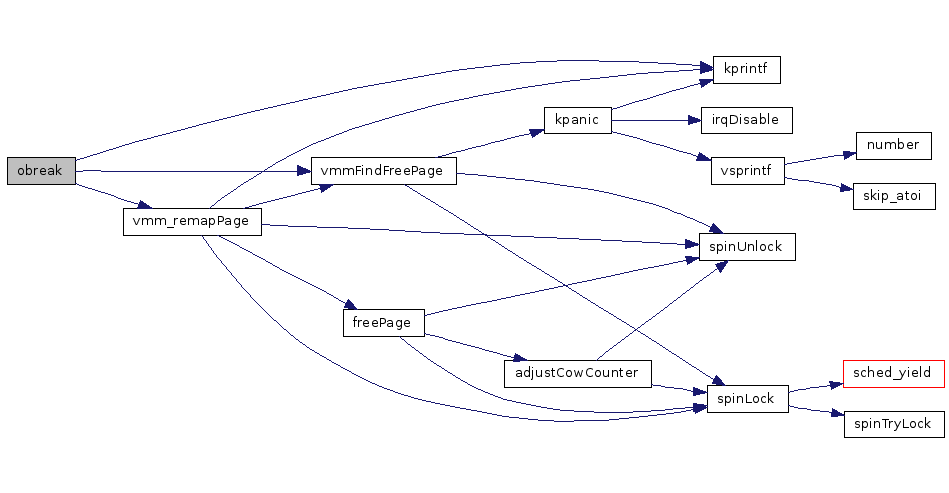 kprintf
kpanic
irqDisable
number
obreak
vmmFindFreePage
vsprintf
skip_atoi
vmm_remapPage
spinUnlock
freePage
adjustCowCounter
sched_yield
spinLock
spinTryLock